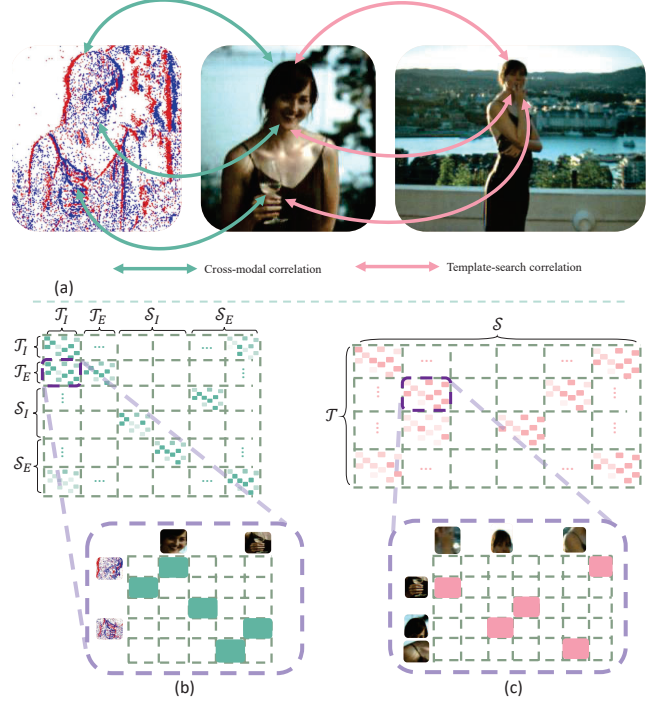 Cross-modal correlation
Template-search correlation
(a)
𝒯_I 𝒯_E 𝒮_I 𝒮_E
𝒯_I
𝒯_E
𝒮_I
𝒮_E
𝒮
𝒯
(b)
(c)